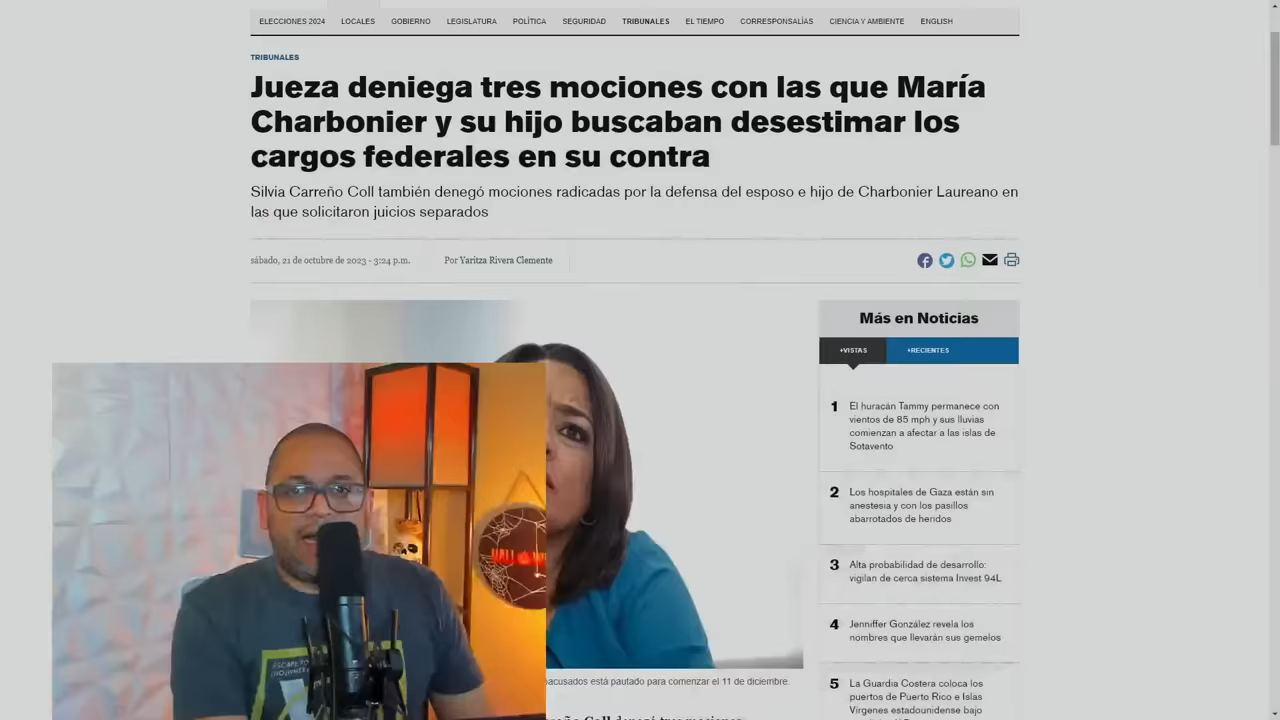 ELECCIONES 2024 LOCALES GOBIERNO LEGISLATURA POLÍTICA SEGURIDAD TRIBUNALES EL TIEMPO CORRESPONSALÍAS CIENCIA Y AMBIENTE ENGLISH
TRIBUNALES
Jueza deniega tres mociones con las que María
Charbonier y su hijo buscaban desestimar los
cargos federales en su contra
Silvia Carreño Coll también denegó mociones radicadas por la defensa del esposo e hijo de Charbonier Laureano en
las que solicitaron juicios separados
sábado, 21 de octubre de 2023 - 3:24 p.m.
Por Yaritza Rivera Clemente
Más en Noticias
+VISTAS
+RECIENTES
1
El huracán Tammy permanece con
vientos de 85 mph y sus lluvias
comienzan a afectar a las islas de
Sotavento
2
Los hospitales de Gaza están sin
anestesia y con los pasillos
abarrotados de heridos
3
Alta probabilidad de desarrollo:
vigilan de cerca sistema Invest 94L
4
Jenniffer González revela los
nombres que llevarán sus gemelos
5
La Guardia Costera coloca los
puertos de Puerto Rico e Islas
Vírgenes estadounidense bajo
acusados está pautado para comenzar el 11 de diciembre.